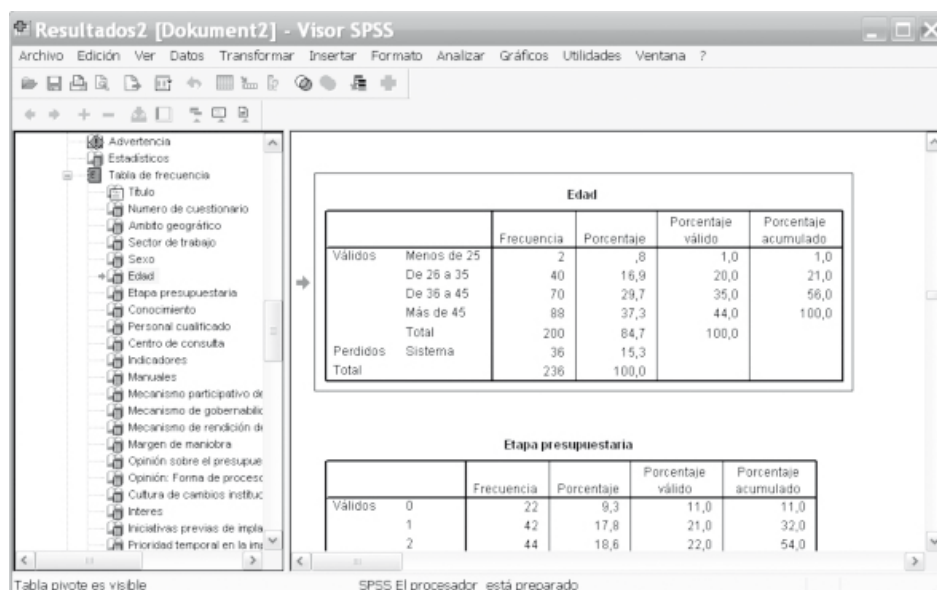 Resultados2 [Dokument2] - Visor SPSS
Archivo Edición Ver Datos Transformar Insertar Formato Analizar Gráficos Utilidades Ventana ?
Advertencia
Estadísticos
Tabla de frecuencia
Título
Numero de cuestionario
Ambito geográfico
Sector de trabajo
Sexo
Edad
Etapa presupuestaria
Conocimiento
Personal cualificado
Centro de consulta
Indicadores
Manuales
Mecanismo participativo de
Mecanismo de gobernabilic
Mecanismo de rendición de
Margen de maniobra
Opinión sobre el presupue
Opinión: Forma de proceso
Cultura de cambios instituc
Interes
Iniciativas previas de impla
Prioridad temporal en la im
Edad
Frecuencia Porcentaje Porcentaje válido Porcentaje acumulado
Válidos Menos de 25 2 ,8 1,0 1,0
De 26 a 35 40 16,9 20,0 21,0
De 36 a 45 70 29,7 35,0 56,0
Más de 45 88 37,3 44,0 100,0
Total 200 84,7 100,0
Perdidos Sistema 36 15,3
Total 236 100,0
Etapa presupuestaria
Frecuencia Porcentaje Porcentaje válido Porcentaje acumulado
Válidos 0 22 9,3 11,0 11,0
1 42 17,8 21,0 32,0
2 44 18,6 22,0 54,0
Tabla pivote es visible
SPSS El procesador está preparado